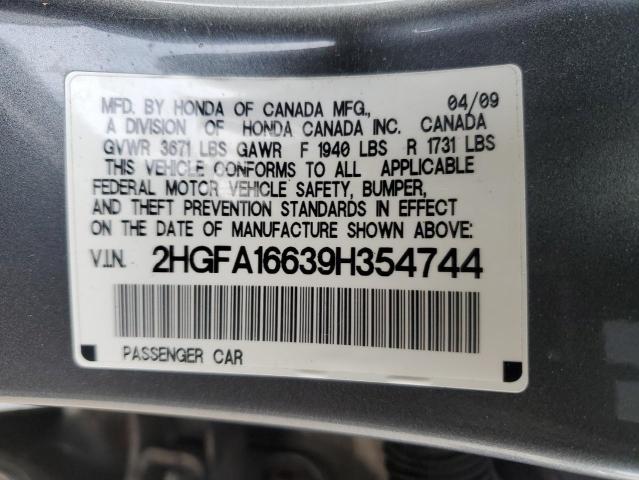 MFD. BY HONDA OF CANADA MFG., 04/09
A DIVISION OF HONDA CANADA INC. CANADA
GVWR 3671 LBS GAWR F 1940 LBS R 1731 LBS
THIS VEHICLE CONFORMS TO ALL APPLICABLE
FEDERAL MOTOR VEHICLE SAFETY, BUMPER,
AND THEFT PREVENTION STANDARDS IN EFFECT
ON THE DATE OF MANUFACTURE SHOWN ABOVE:
V.I.N. 2HGFA16639H354744
PASSENGER CAR